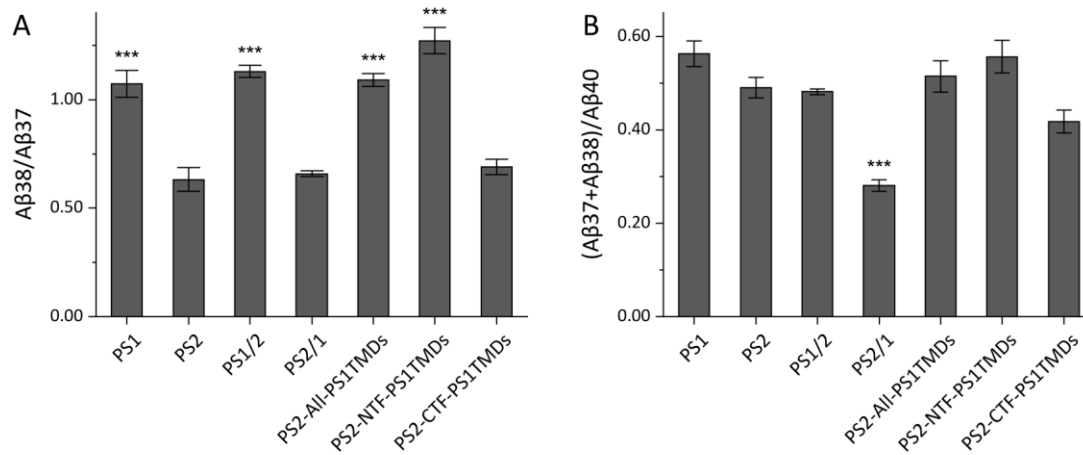 A
Aβ38/Aβ37
1.00
0.50
0.00
***
***
***
***
PS1
PS2
PS1/2
PS2/1
PS2-All-PS1TMDs
PS2-NTF-PS1TMDs
PS2-CTF-PS1TMDs
B
(Aβ37+Aβ38)/Aβ40
0.60
0.40
0.20
0.00
***
PS1
PS2
PS1/2
PS2/1
PS2-All-PS1TMDs
PS2-NTF-PS1TMDs
PS2-CTF-PS1TMDs